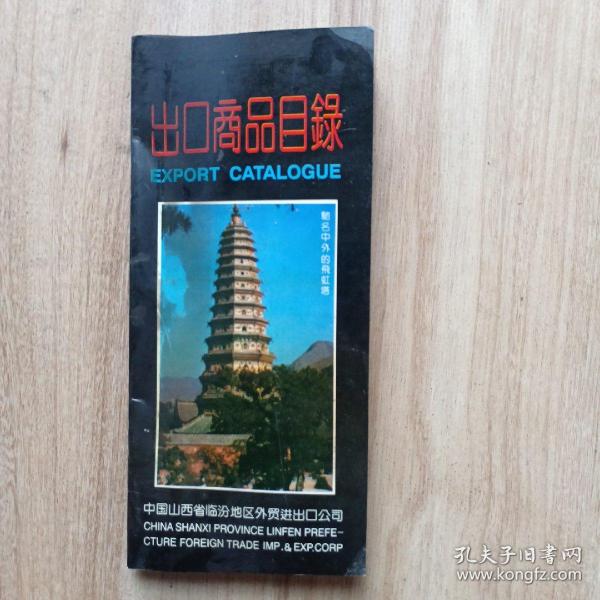 出口商品目錄
EXPORT CATALOGUE
馳名中外的飛虹塔
中国山西省临汾地区外贸进出口公司
CHINA SHANXI PROVINCE LINFEN PREFE-
CTURE FOREIGN TRADE IMP.& EXP.CORP
孔夫子旧书网
www.kongfz.com